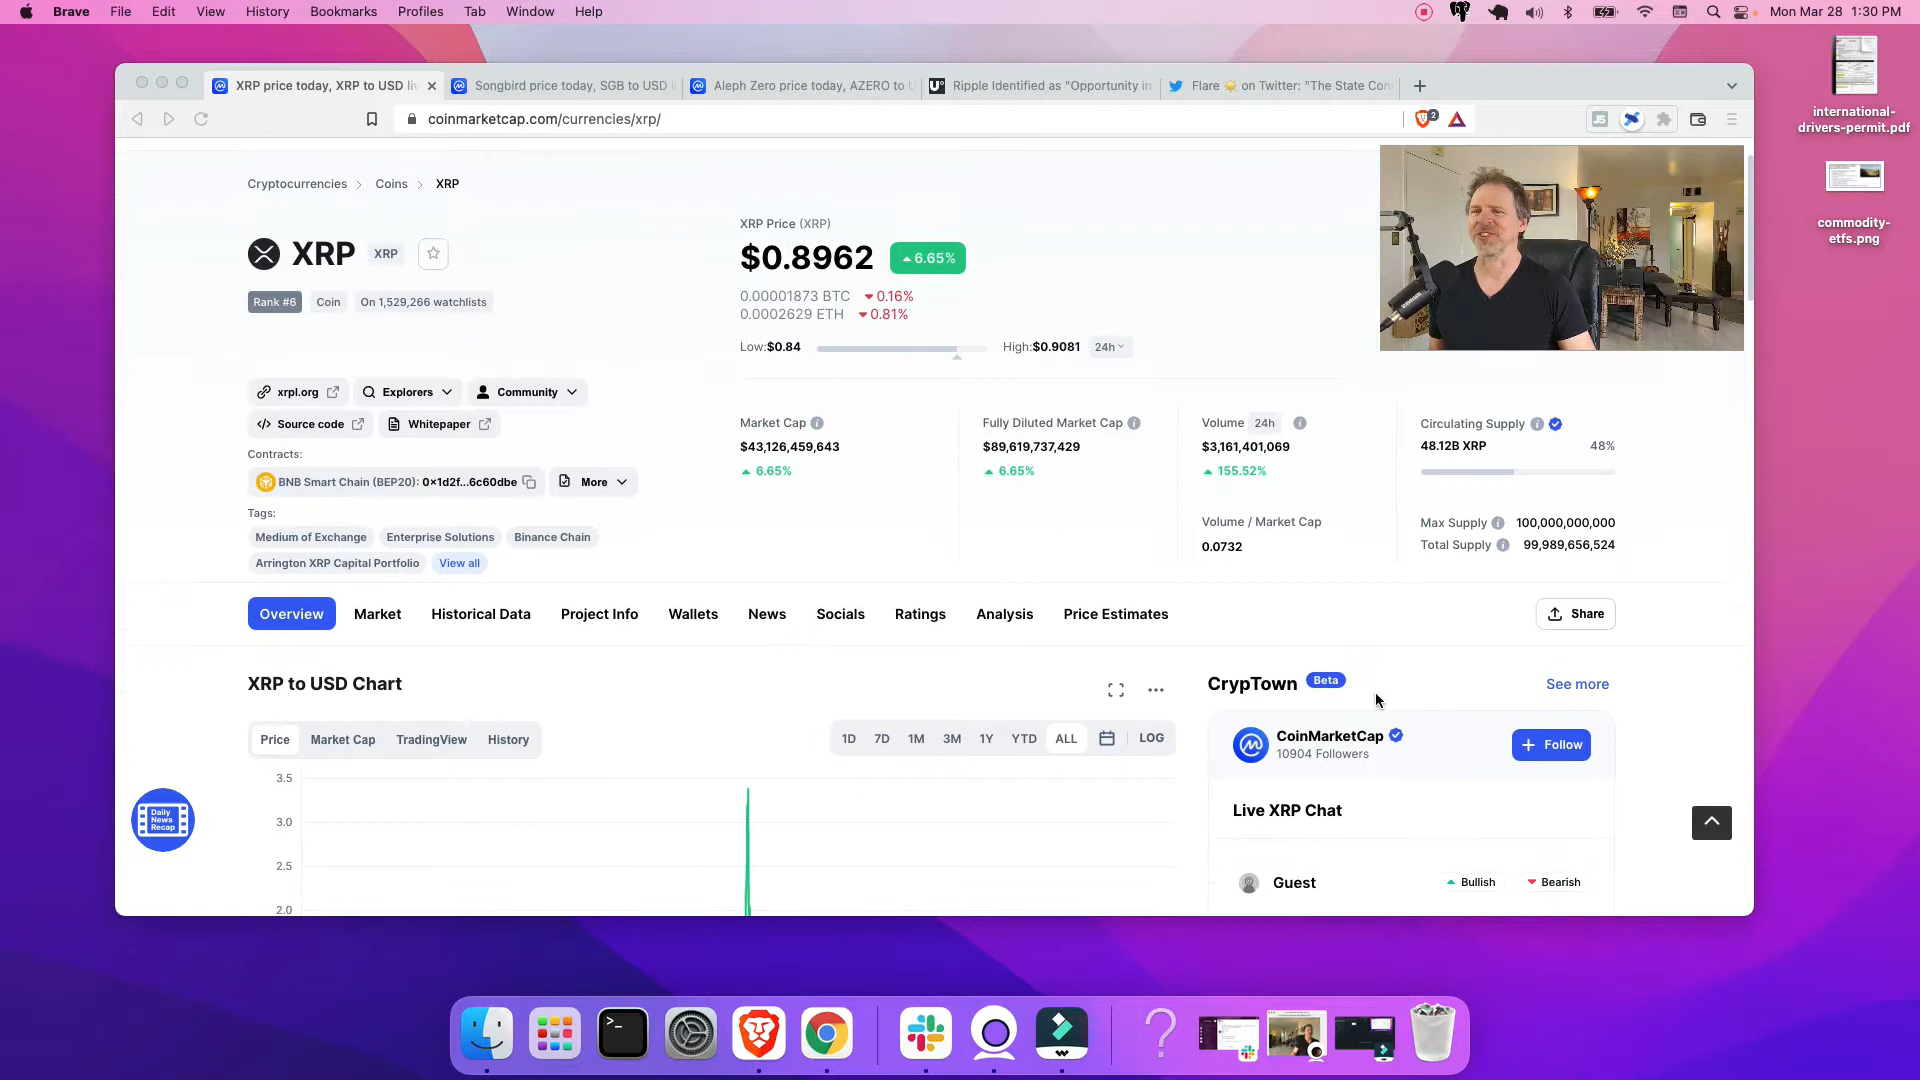 Brave File Edit View History Bookmarks Profiles Tab Window Help
Mon Mar 28 1:30 PM
XRP price today, XRP to USD li
Songbird price today, SGB to USD
Aleph Zero price today, AZERO to U
Ripple Identified as "Opportunity in
Flare ☀️ on Twitter: "The State Con
coinmarketcap.com/currencies/xrp/
2
JS
international-
drivers-permit.pdf
commodity-
etfs.png
Cryptocurrencies > Coins > XRP
XRP XRP
Rank #6 Coin On 1,529,266 watchlists
XRP Price (XRP)
$0.8962 6.65%
0.00001873 BTC 0.16%
0.0002629 ETH 0.81%
Low:$0.84 High:$0.9081 24h
xrpl.org Explorers Community
</> Source code Whitepaper
Contracts:
BNB Smart Chain (BEP20): 0x1d2f...6c60dbe More
Tags:
Medium of Exchange Enterprise Solutions Binance Chain
Arrington XRP Capital Portfolio View all
Market Cap
$43,126,459,643
6.65%
Fully Diluted Market Cap
$89,619,737,429
6.65%
Volume 24h
$3,161,401,069
155.52%
Volume / Market Cap
0.0732
Circulating Supply
48.12B XRP 48%
Max Supply 100,000,000,000
Total Supply 99,989,656,524
Overview Market Historical Data Project Info Wallets News Socials Ratings Analysis Price Estimates Share
XRP to USD Chart
Price Market Cap TradingView History
1D 7D 1M 3M 1Y YTD ALL LOG
3.5
3.0
2.5
2.0
Daily
News
Recap
CrypTown Beta See more
CoinMarketCap
10904 Followers
+ Follow
Live XRP Chat
Guest Bullish Bearish